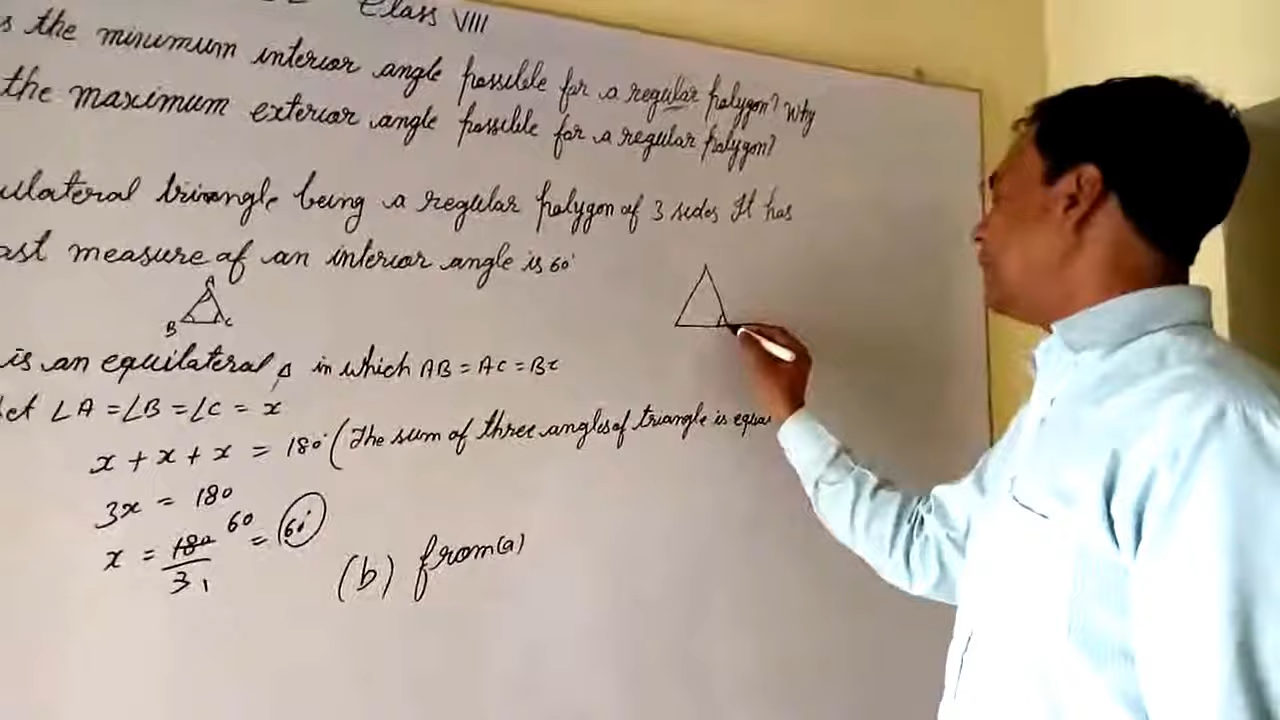 Class VIII
s the minimum interior angle possible for a regular polygon? Why
the maximum exterior angle possible for a regular polygon?
ulateral triangle being a regular polygon of 3 sides It has
ast measure of an interior angle is 60°
A
B C
is an equilateral Δ in which AB = AC = BC
Let ∠A = ∠B = ∠C = x
x + x + x = 180° (The sum of three angles of triangle is equa
3x = 180
x = 180/3 1 60 = 60°
(b) from (a)